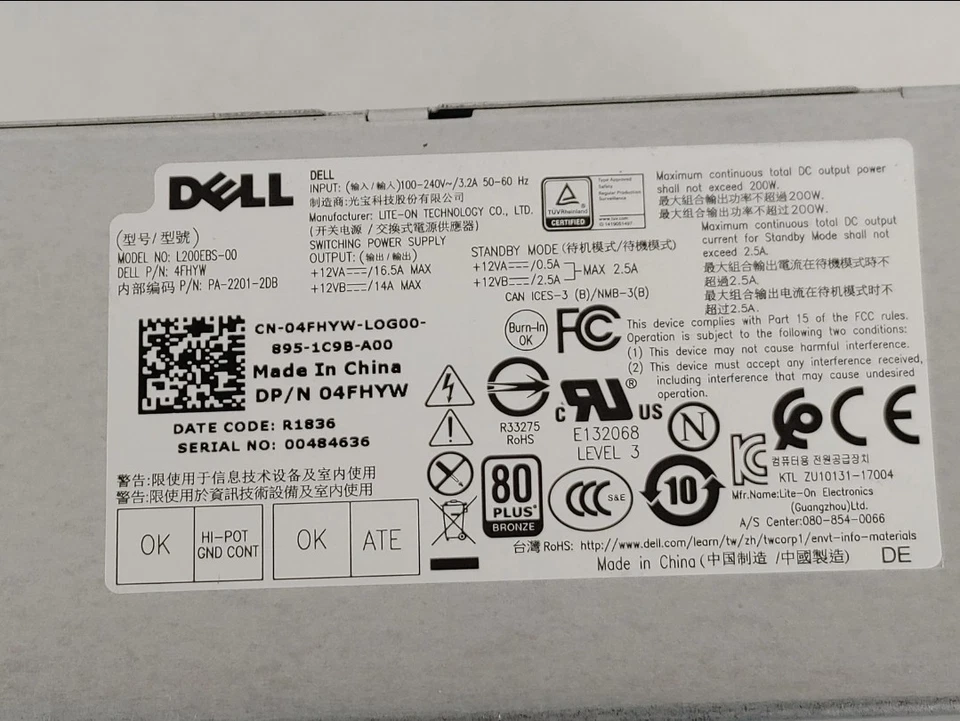 DELL
DELL
INPUT: (输入/輸入)100-240V~/3.2A 50-60 Hz
制造商:光宝科技股份有限公司
Manufacturer: LITE-ON TECHNOLOGY CO., LTD.
(开关电源 / 交換式電源供應器)
SWITCHING POWER SUPPLY
OUTPUT: (输出/輸出)
+12VA⎓/16.5A MAX
+12VB⎓/14A MAX
(型号/ 型號)
MODEL NO: L200EBS-00
DELL P/N: 4FHYW
内部编码 P/N: PA-2201-2DB
TÜVRheinland
CERTIFIED
Type Approved
Safety
Regular Production
Surveillance
STANDBY MODE (待机模式/待機模式)
+12VA⎓/0.5A
+12VB⎓/2.5A
MAX 2.5A
CAN ICES-3 (B)/NMB-3(B)
Maximum continuous total DC output power
shall not exceed 200W.
最大組合輸出功率不超過200W.
最大组合输出功率不超过200W.
Maximum continuous total DC output
current for Standby Mode shall not
exceed 2.5A.
最大組合輸出電流在待機模式時不
超過2.5A.
最大组合输出电流在待机模式时不
超过2.5A.
CN-04FHYW-LOG00-
895-1C9B-A00
Made In China
DP/N 04FHYW
DATE CODE: R1836
SERIAL NO: 00484636
Burn-In
OK
FC
This device complies with Part 15 of the FCC rules.
Operation is subject to the following two conditions:
(1) This device may not cause harmful interference.
(2) This device must accept any interference received,
including interference that may cause undesired
operation.
R33275
RoHS
c RU US ®
E132068
LEVEL 3
N
CE
KC
컴퓨터용 전원공급장치
KTL ZU10131-17004
Mfr.Name:Lite-On Electronics
(Guangzhou)Ltd.
A/S Center:080-854-0066
警告:限使用于信息技术设备及室内使用
警告:限使用於資訊技術設備及室內使用
OK
HI-POT
GND CONT
OK
ATE
80
PLUS
BRONZE
CCC S&E
10
台灣 RoHS: http://www.dell.com/learn/tw/zh/twcorp1/envt-info-materials
Made in China (中国制造 /中國製造)
DE